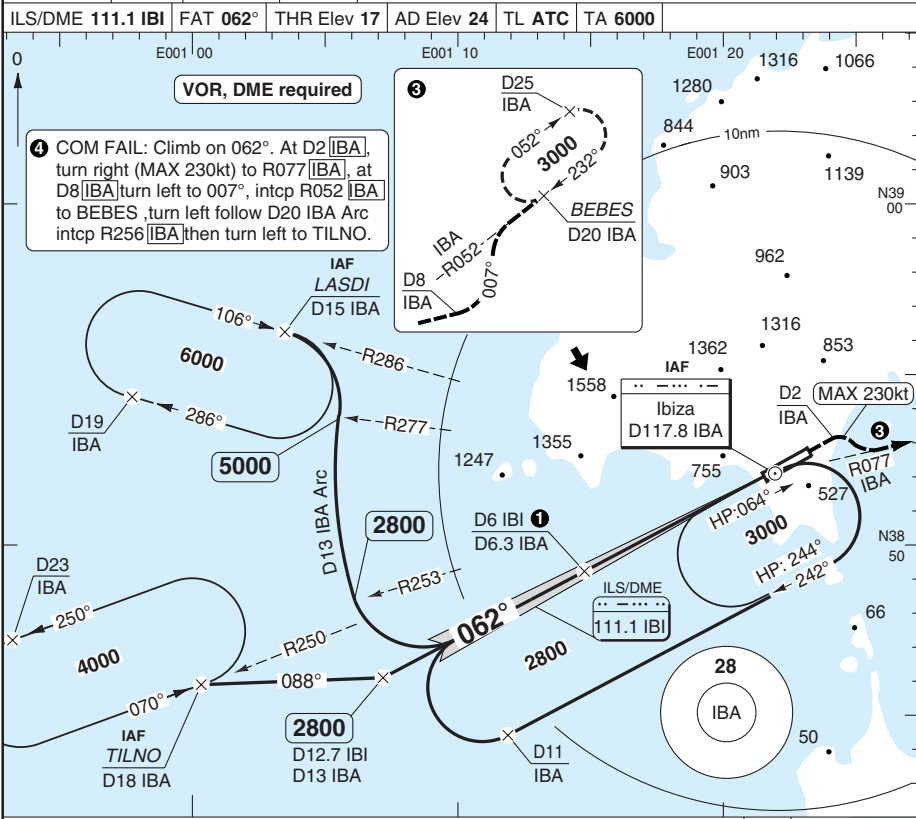 ILS/DME 111.1 IBI FAT 062° THR Elev 17 AD Elev 24 TL ATC TA 6000
0
E001 00
E001 10
E001 20
VOR, DME required
4 COM FAIL: Climb on 062°. At D2 IBA,
turn right (MAX 230kt) to R077 IBA, at
D8 IBA turn left to 007°, intcp R052 IBA
to BEBES ,turn left follow D20 IBA Arc
intcp R256 IBA then turn left to TILNO.
3
D25
IBA
052°
3000
232°
BEBES
D20 IBA
IBA
R052
007°
D8
IBA
1316
1066
1280
844
10nm
903
1139
N39
00
962
1316
853
1362
1558
1355
1247
755
527
IAF
LASDI
D15 IBA
106°
6000
286°
D19
IBA
R286
R277
5000
D13 IBA Arc
2800
R253
IAF
Ibiza
D117.8 IBA
D2
IBA
MAX 230kt
3
R077
IBA
HP:064°
3000
HP: 244°
242°
N38
50
D6 IBI 1
D6.3 IBA
ILS/DME
111.1 IBI
062°
2800
D23
IBA
250°
4000
070°
R250
088°
IAF
TILNO
D18 IBA
2800
D12.7 IBI
D13 IBA
D11
IBA
28
IBA
66
50